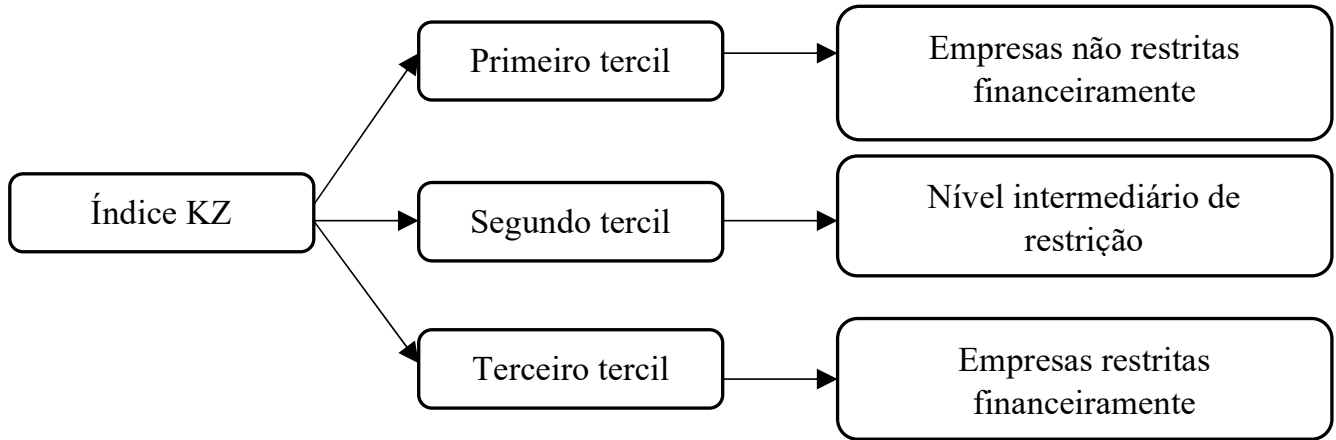 Índice KZ
Primeiro tercil
Empresas não restritas
financeiramente
Segundo tercil
Nível intermediário de
restrição
Terceiro tercil
Empresas restritas
financeiramente